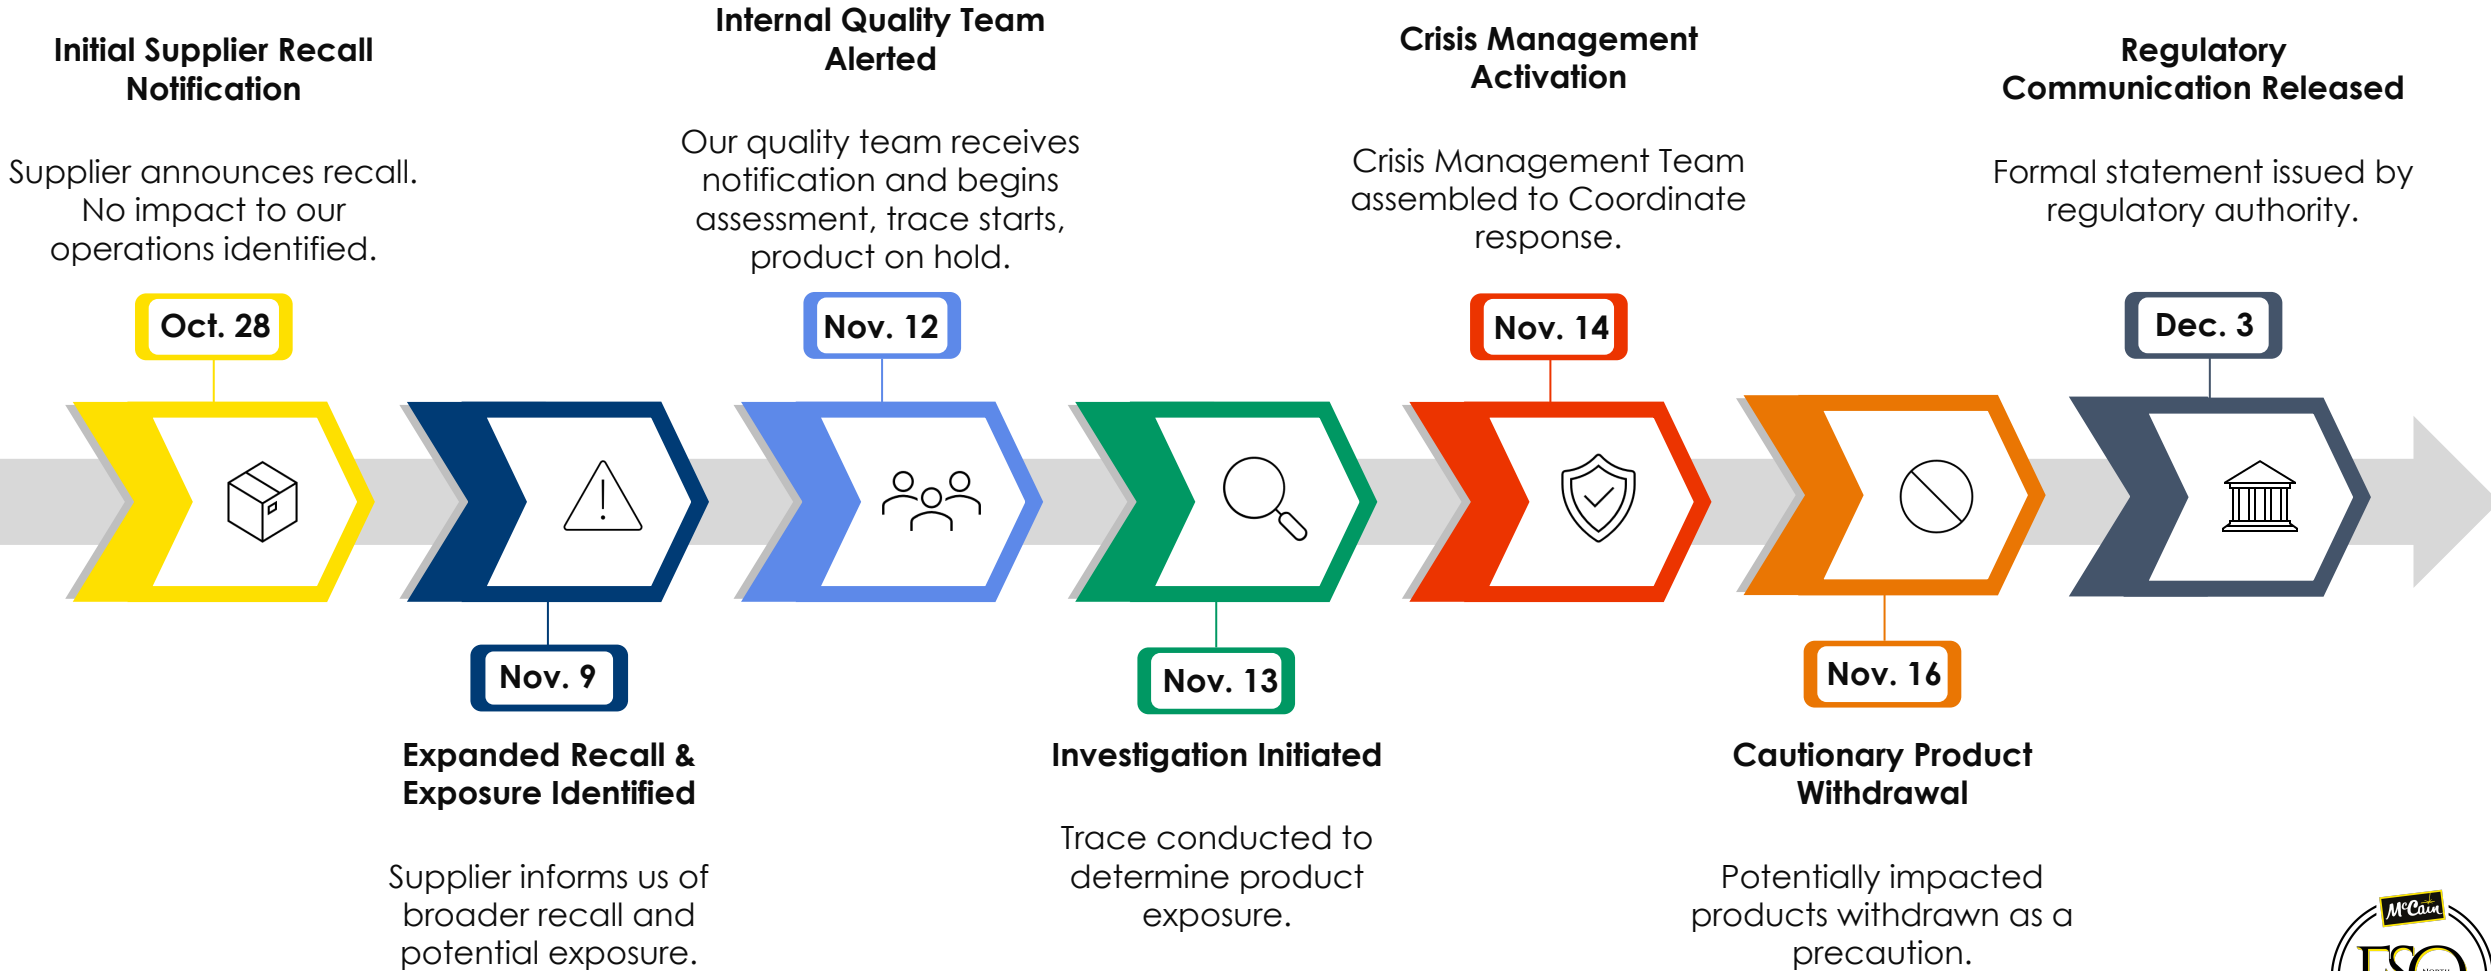 Initial Supplier Recall
Notification
Supplier announces recall.
No impact to our
operations identified.
Oct. 28
Nov. 9
Expanded Recall &
Exposure Identified
Supplier informs us of
broader recall and
potential exposure.
Internal Quality Team
Alerted
Our quality team receives
notification and begins
assessment, trace starts,
product on hold.
Nov. 12
Nov. 13
Investigation Initiated
Trace conducted to
determine product
exposure.
Crisis Management
Activation
Crisis Management Team
assembled to Coordinate
response.
Nov. 14
Nov. 16
Cautionary Product
Withdrawal
Potentially impacted
products withdrawn as a
precaution.
Regulatory
Communication Released
Formal statement issued by
regulatory authority.
Dec. 3
McCain
FSQ
NORTH